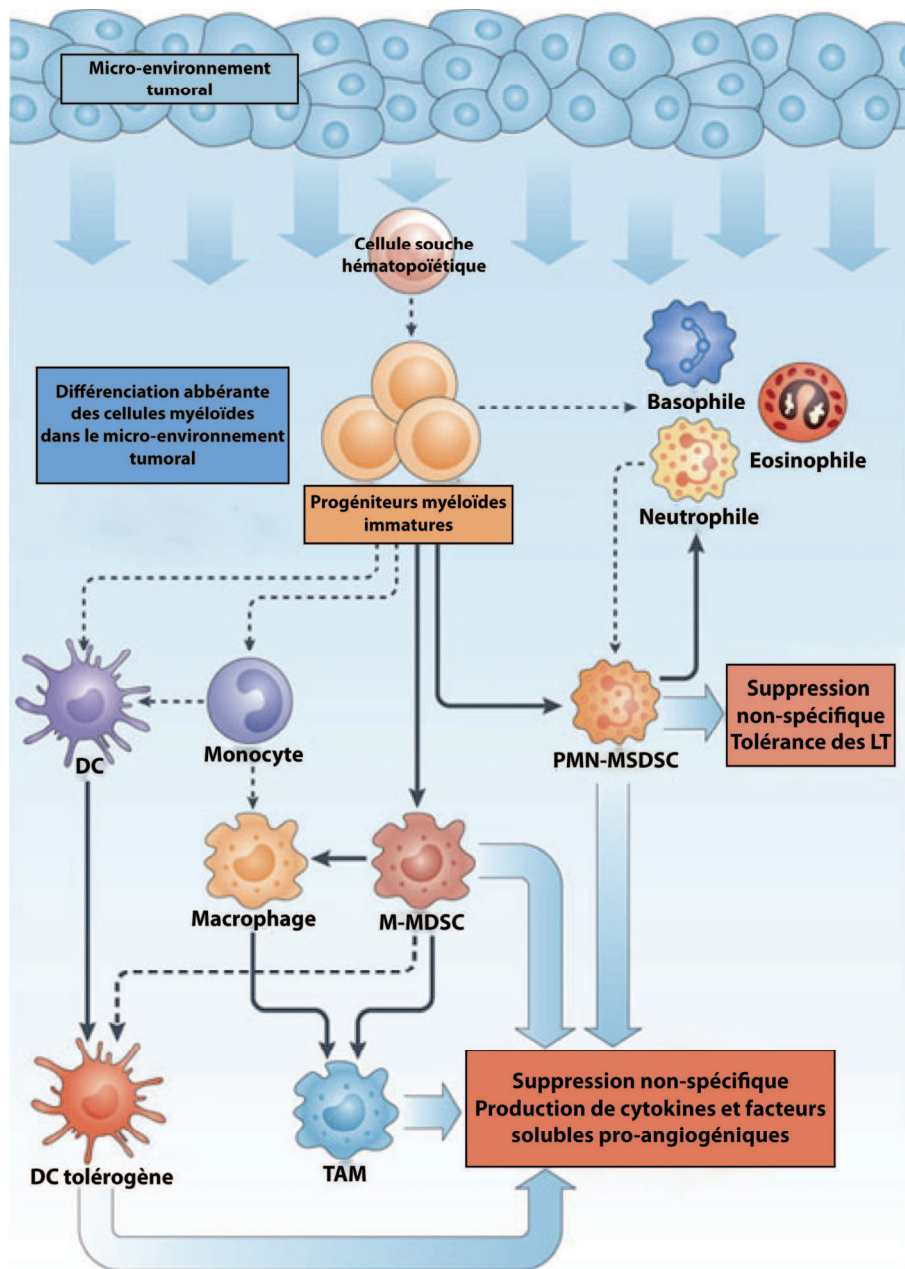 Micro-environnement
tumoral
Cellule souche
hématopoïétique
Différenciation abbérante
des cellules myéloïdes
dans le micro-environnement
tumoral
Basophile
Eosinophile
Neutrophile
Progéniteurs myéloïdes
immatures
DC
Monocyte
PMN-MSDSC
Suppression
non-spécifique
Tolérance des LT
Macrophage
M-MDSC
DC tolérogène
TAM
Suppression non-spécifique
Production de cytokines et facteurs
solubles pro-angiogéniques